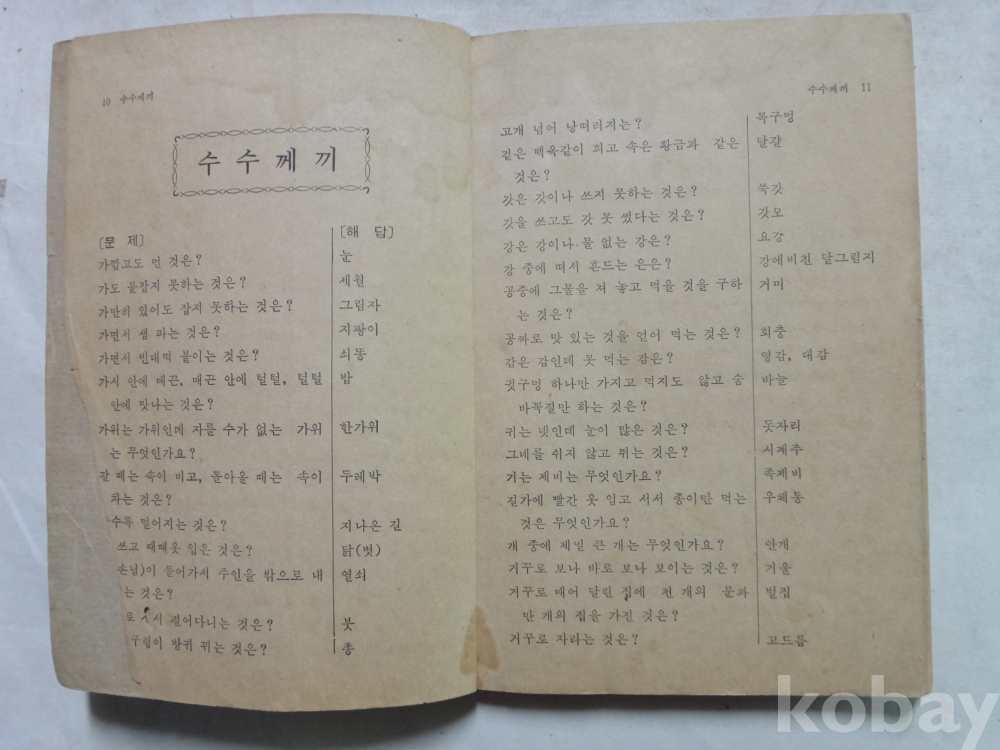 10 수수께끼
수수께끼
[문 제] [해 답]
가깝고도 먼 것은? 눈
가도 붙잡지 못하는 것은? 세월
가만히 있어도 잡지 못하는 것은? 그림자
가면서 샘 파는 것은? 지팡이
가면서 빈대떡 붙이는 것은? 쇠똥
가시 안에 매끈, 매끈 안에 털털, 털털 밤
안에 맛나는 것은?
가위는 가위인데 자를 수가 없는 가위 한가위
는 무엇인가요?
갈 때는 속이 비고, 돌아올 때는 속이 두레박
차는 것은?
수록 멀어지는 것은? 지나온 길
쓰고 때때옷 입은 것은? 닭(볏)
손님)이 들어가서 주인을 밖으로 내 열쇠
는 것은?
로 서서 걸어다니는 것은? 붓
구렁이 방귀 뀌는 것은? 총
수수께끼 11
고개 넘어 낭떠러지는? 목구멍
겉은 백옥같이 희고 속은 황금과 같은 달걀
것은?
갓은 갓이나 쓰지 못하는 것은? 쑥갓
갓을 쓰고도 갓 못 썼다는 것은? 갓모
강은 강이나 물 없는 강은? 요강
강 중에 떠서 흔드는 은은? 강에비친 달그림자
공중에 그물을 쳐 놓고 먹을 것을 구하 거미
는 것은?
공짜로 맛 있는 것을 얻어 먹는 것은? 회충
감은 감인데 못 먹는 감은? 영감, 대감
귓구멍 하나만 가지고 먹지도 않고 숨 바늘
바꼭질만 하는 것은?
귀는 넷인데 눈이 많은 것은? 돗자리
그네를 쉬지 않고 뛰는 것은? 시계추
기는 제비는 무엇인가요? 족제비
길가에 빨간 옷 입고 서서 종이만 먹는 우체통
것은 무엇인가요?
개 중에 제일 큰 개는 무엇인가요? 안개
거꾸로 보나 바로 보나 보이는 것은? 거울
거꾸로 매어 달린 집에 천 개의 문과 벌집
만 개의 집을 가진 것은?
거꾸로 자라는 것은? 고드름
kobay